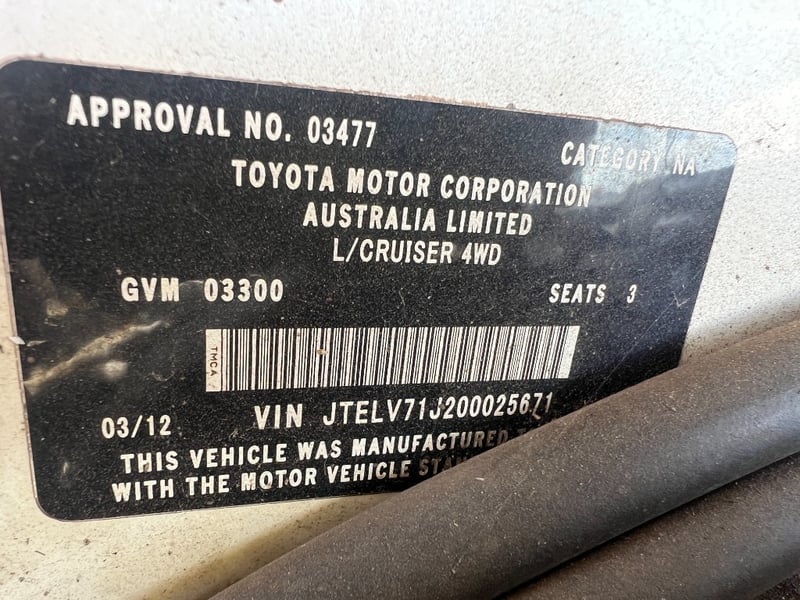 APPROVAL NO. 03477
CATEGORY NA
TOYOTA MOTOR CORPORATION
AUSTRALIA LIMITED
L/CRUISER 4WD
GVM 03300 SEATS 3
TMCA
03/12 VIN JTELV71J200025671
THIS VEHICLE WAS MANUFACTURED
WITH THE MOTOR VEHICLE